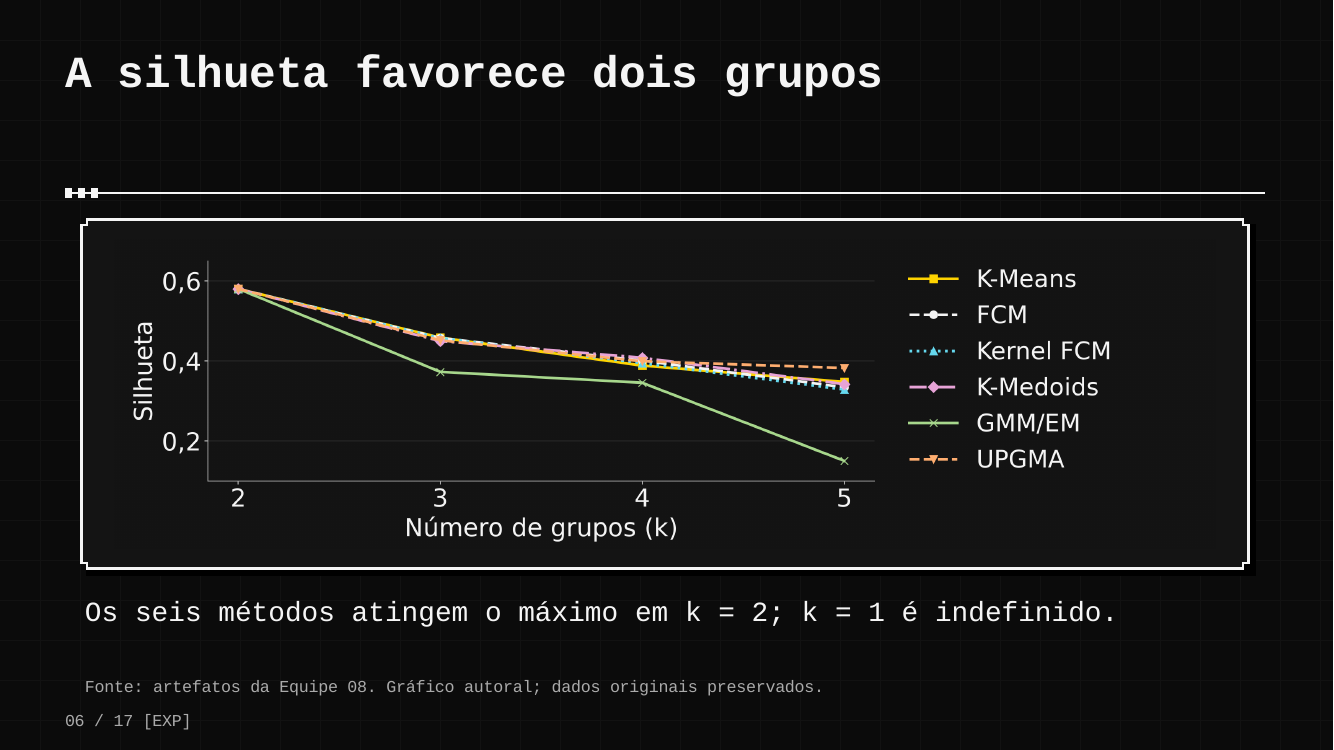 A silhueta favorece dois grupos
0,6
0,4
0,2
Silhueta
2 3 4 5
Número de grupos (k)
K-Means
FCM
Kernel FCM
K-Medoids
GMM/EM
UPGMA
Os seis métodos atingem o máximo em k = 2; k = 1 é indefinido.
Fonte: artefatos da Equipe 08. Gráfico autoral; dados originais preservados.
06 / 17 [EXP]